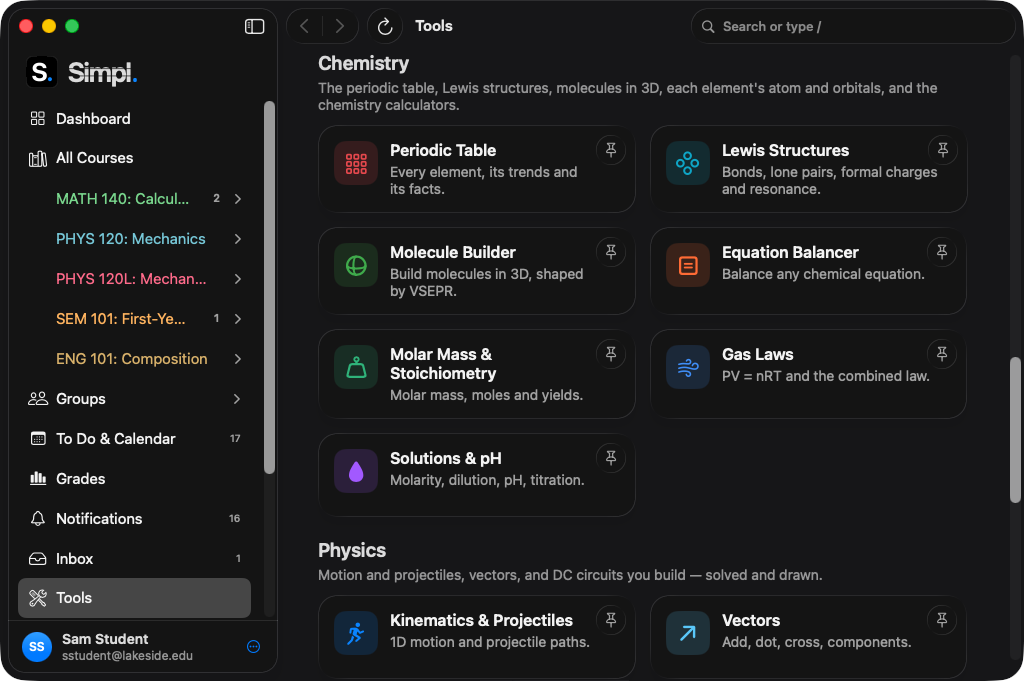 Tools
Search or type /
S.
Simpl.
Dashboard
All Courses
MATH 140: Calcul... 2
PHYS 120: Mechanics
PHYS 120L: Mechan...
SEM 101: First-Ye... 1
ENG 101: Composition
Groups
To Do & Calendar 17
Grades
Notifications 16
Inbox 1
Tools
SS
Sam Student
sstudent@lakeside.edu
Chemistry
The periodic table, Lewis structures, molecules in 3D, each element's atom and orbitals, and the
chemistry calculators.
Periodic Table
Every element, its trends and
its facts.
Lewis Structures
Bonds, lone pairs, formal charges
and resonance.
Molecule Builder
Build molecules in 3D, shaped
by VSEPR.
Equation Balancer
Balance any chemical equation.
Molar Mass &
Stoichiometry
Molar mass, moles and yields.
Gas Laws
PV = nRT and the combined law.
Solutions & pH
Molarity, dilution, pH, titration.
Physics
Motion and projectiles, vectors, and DC circuits you build — solved and drawn.
Kinematics & Projectiles
1D motion and projectile paths.
Vectors
Add, dot, cross, components.